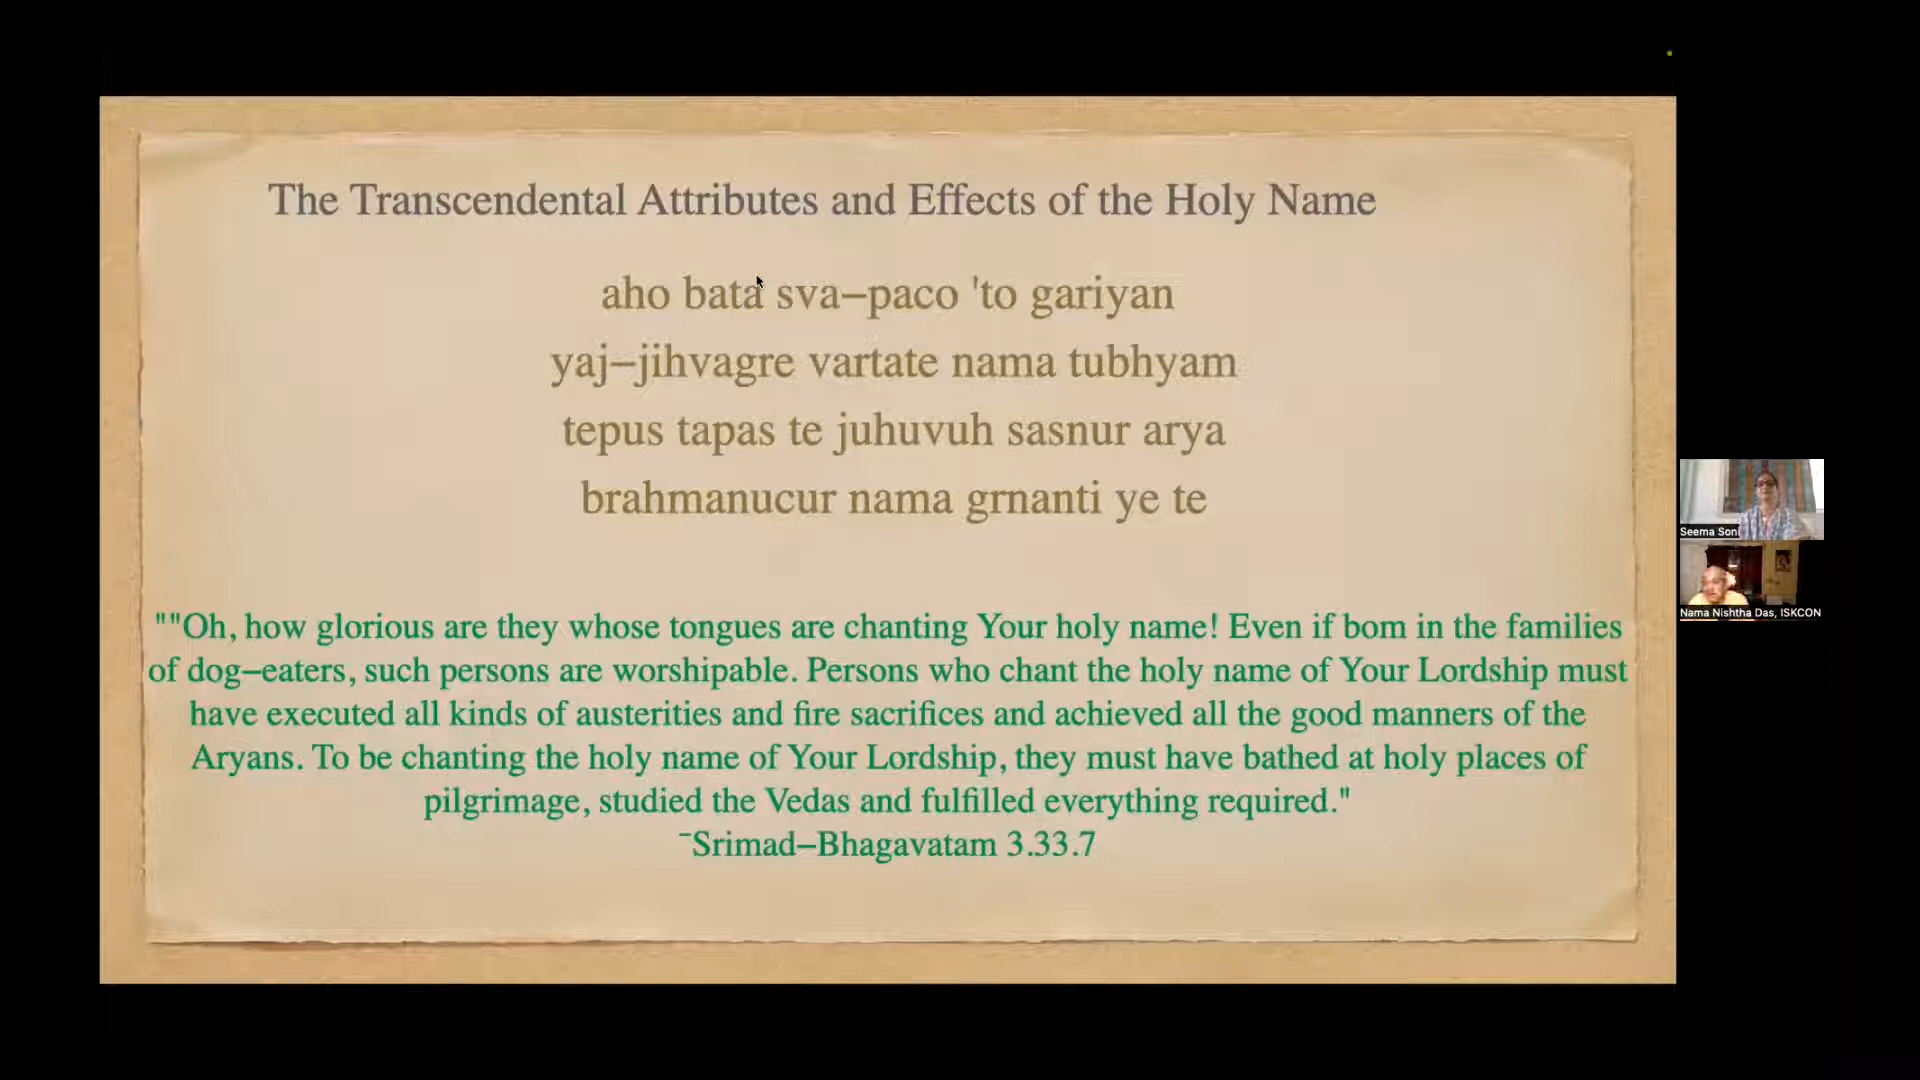 The Transcendental Attributes and Effects of the Holy Name
aho bata sva–paco 'to gariyan
yaj–jihvagre vartate nama tubhyam
tepus tapas te juhuvuh sasnur arya
brahmanucur nama grnanti ye te
""Oh, how glorious are they whose tongues are chanting Your holy name! Even if bom in the families
of dog–eaters, such persons are worshipable. Persons who chant the holy name of Your Lordship must
have executed all kinds of austerities and fire sacrifices and achieved all the good manners of the
Aryans. To be chanting the holy name of Your Lordship, they must have bathed at holy places of
pilgrimage, studied the Vedas and fulfilled everything required."
¯Srimad–Bhagavatam 3.33.7
Seema Soni
Nama Nishtha Das, ISKCON